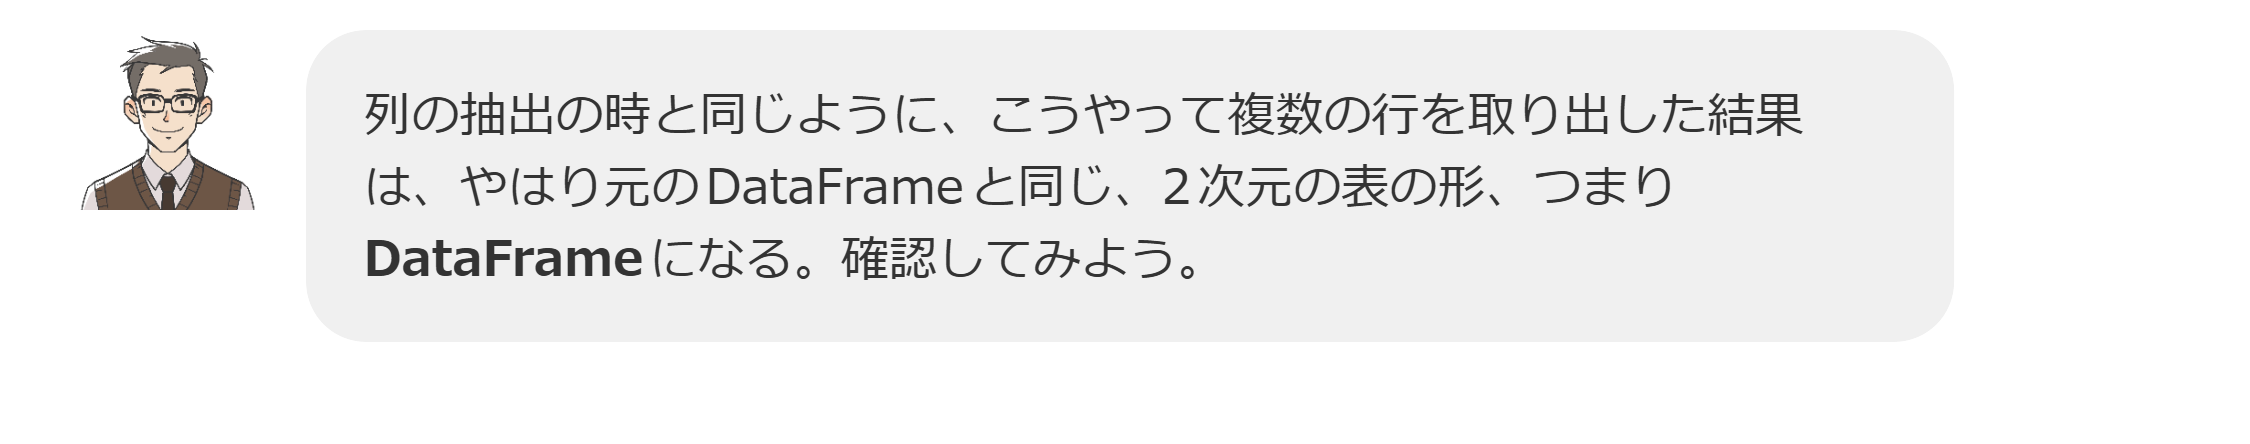 列の抽出の時と同じように、こうやって複数の行を取り出した結果
は、やはり元のDataFrameと同じ、2次元の表の形、つまり
DataFrameになる。確認してみよう。